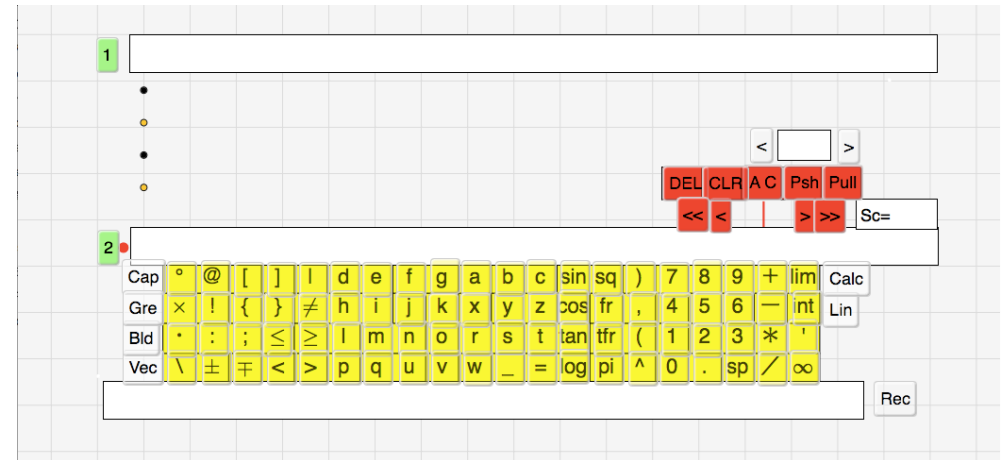 1
< >
DEL CLR A C Psh Pull
<< < > >> Sc=
2
Cap ° @ [ ] | d e f g a b c sin sq ) 7 8 9 + lim Calc
Gre × ! { } ≠ h i j k x y z cos fr , 4 5 6 — int Lin
Bld · : ; ≤ ≥ l m n o r s t tan tfr ( 1 2 3 * '
Vec \ ± ∓ < > p q u v w _ = log pi ^ 0 . sp / ∞
Rec